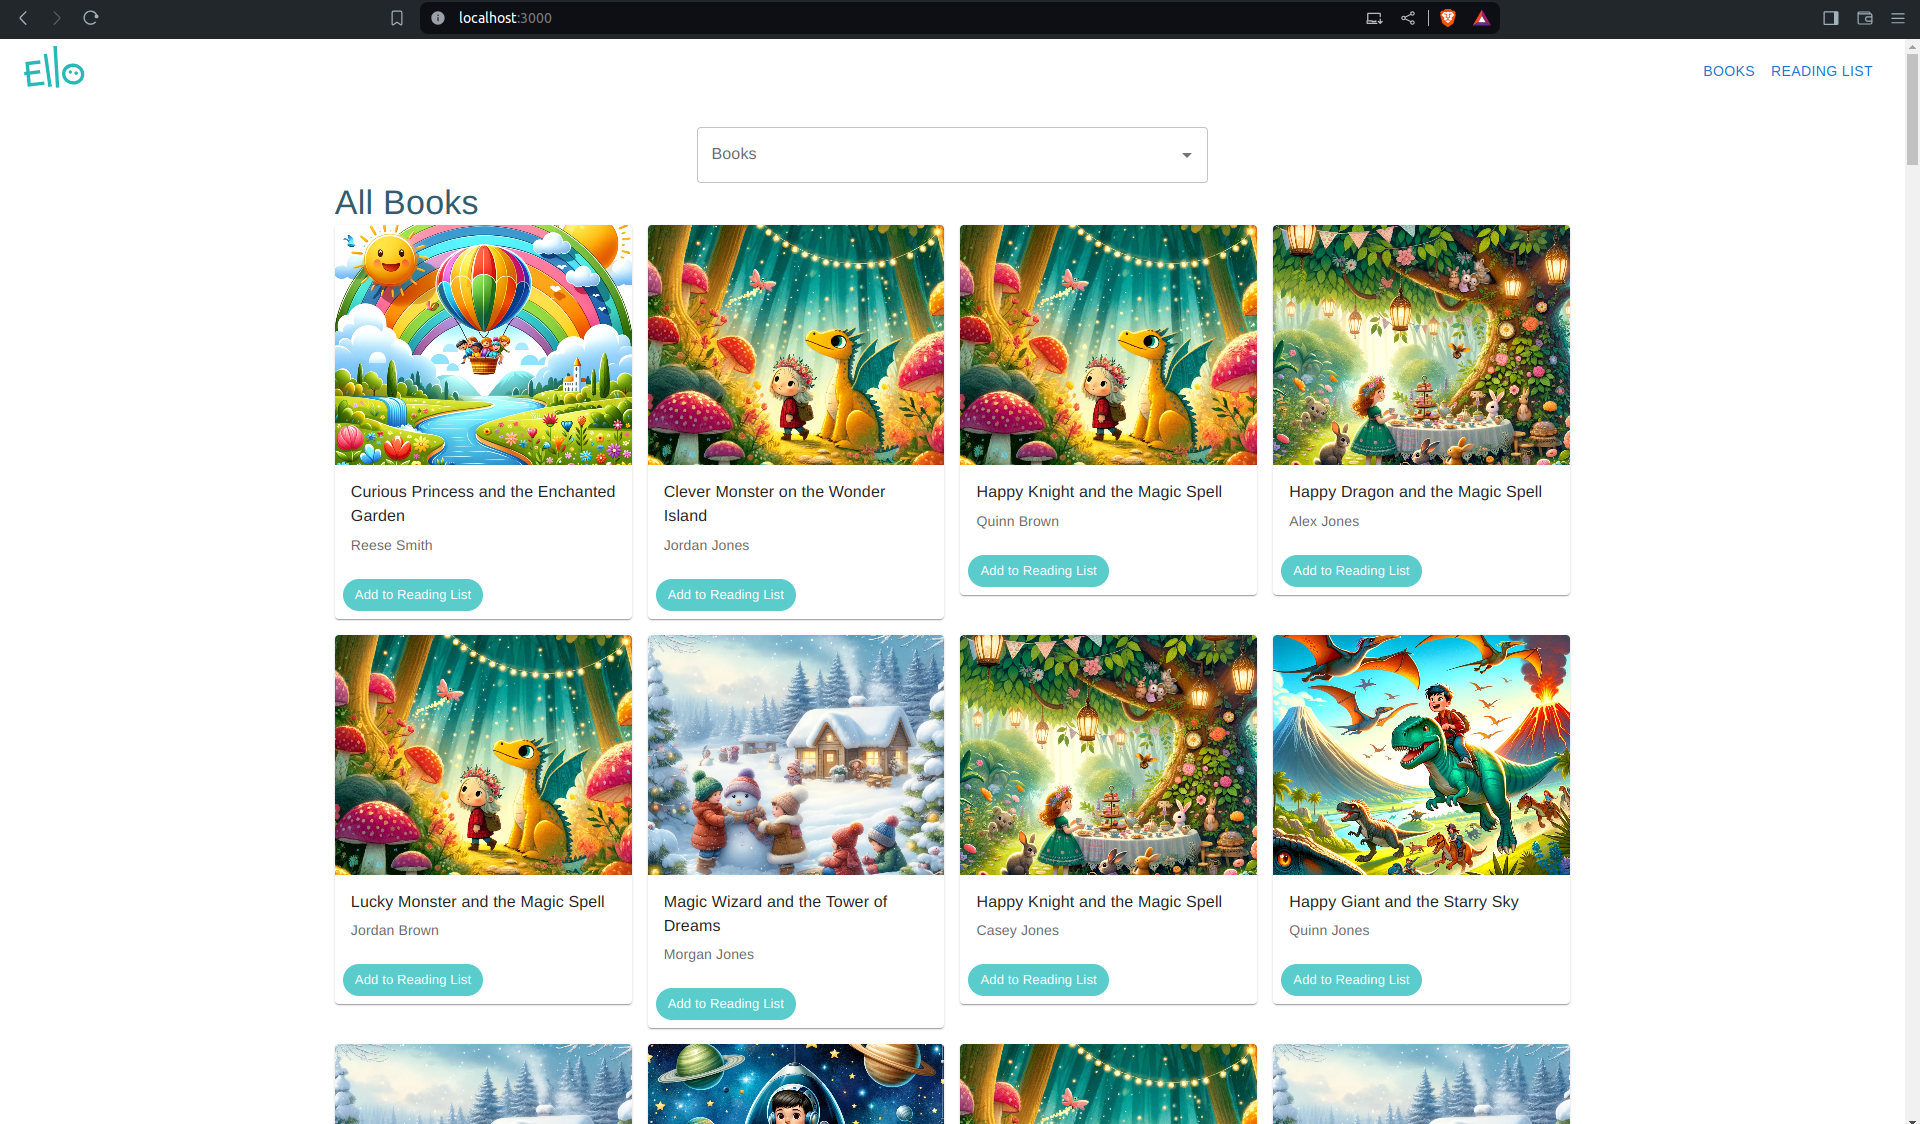 localhost:3000
Ello
BOOKS
READING LIST
Books
All Books
Curious Princess and the Enchanted
Garden
Reese Smith
Add to Reading List
Clever Monster on the Wonder
Island
Jordan Jones
Add to Reading List
Happy Knight and the Magic Spell
Quinn Brown
Add to Reading List
Happy Dragon and the Magic Spell
Alex Jones
Add to Reading List
Lucky Monster and the Magic Spell
Jordan Brown
Add to Reading List
Magic Wizard and the Tower of
Dreams
Morgan Jones
Add to Reading List
Happy Knight and the Magic Spell
Casey Jones
Add to Reading List
Happy Giant and the Starry Sky
Quinn Jones
Add to Reading List